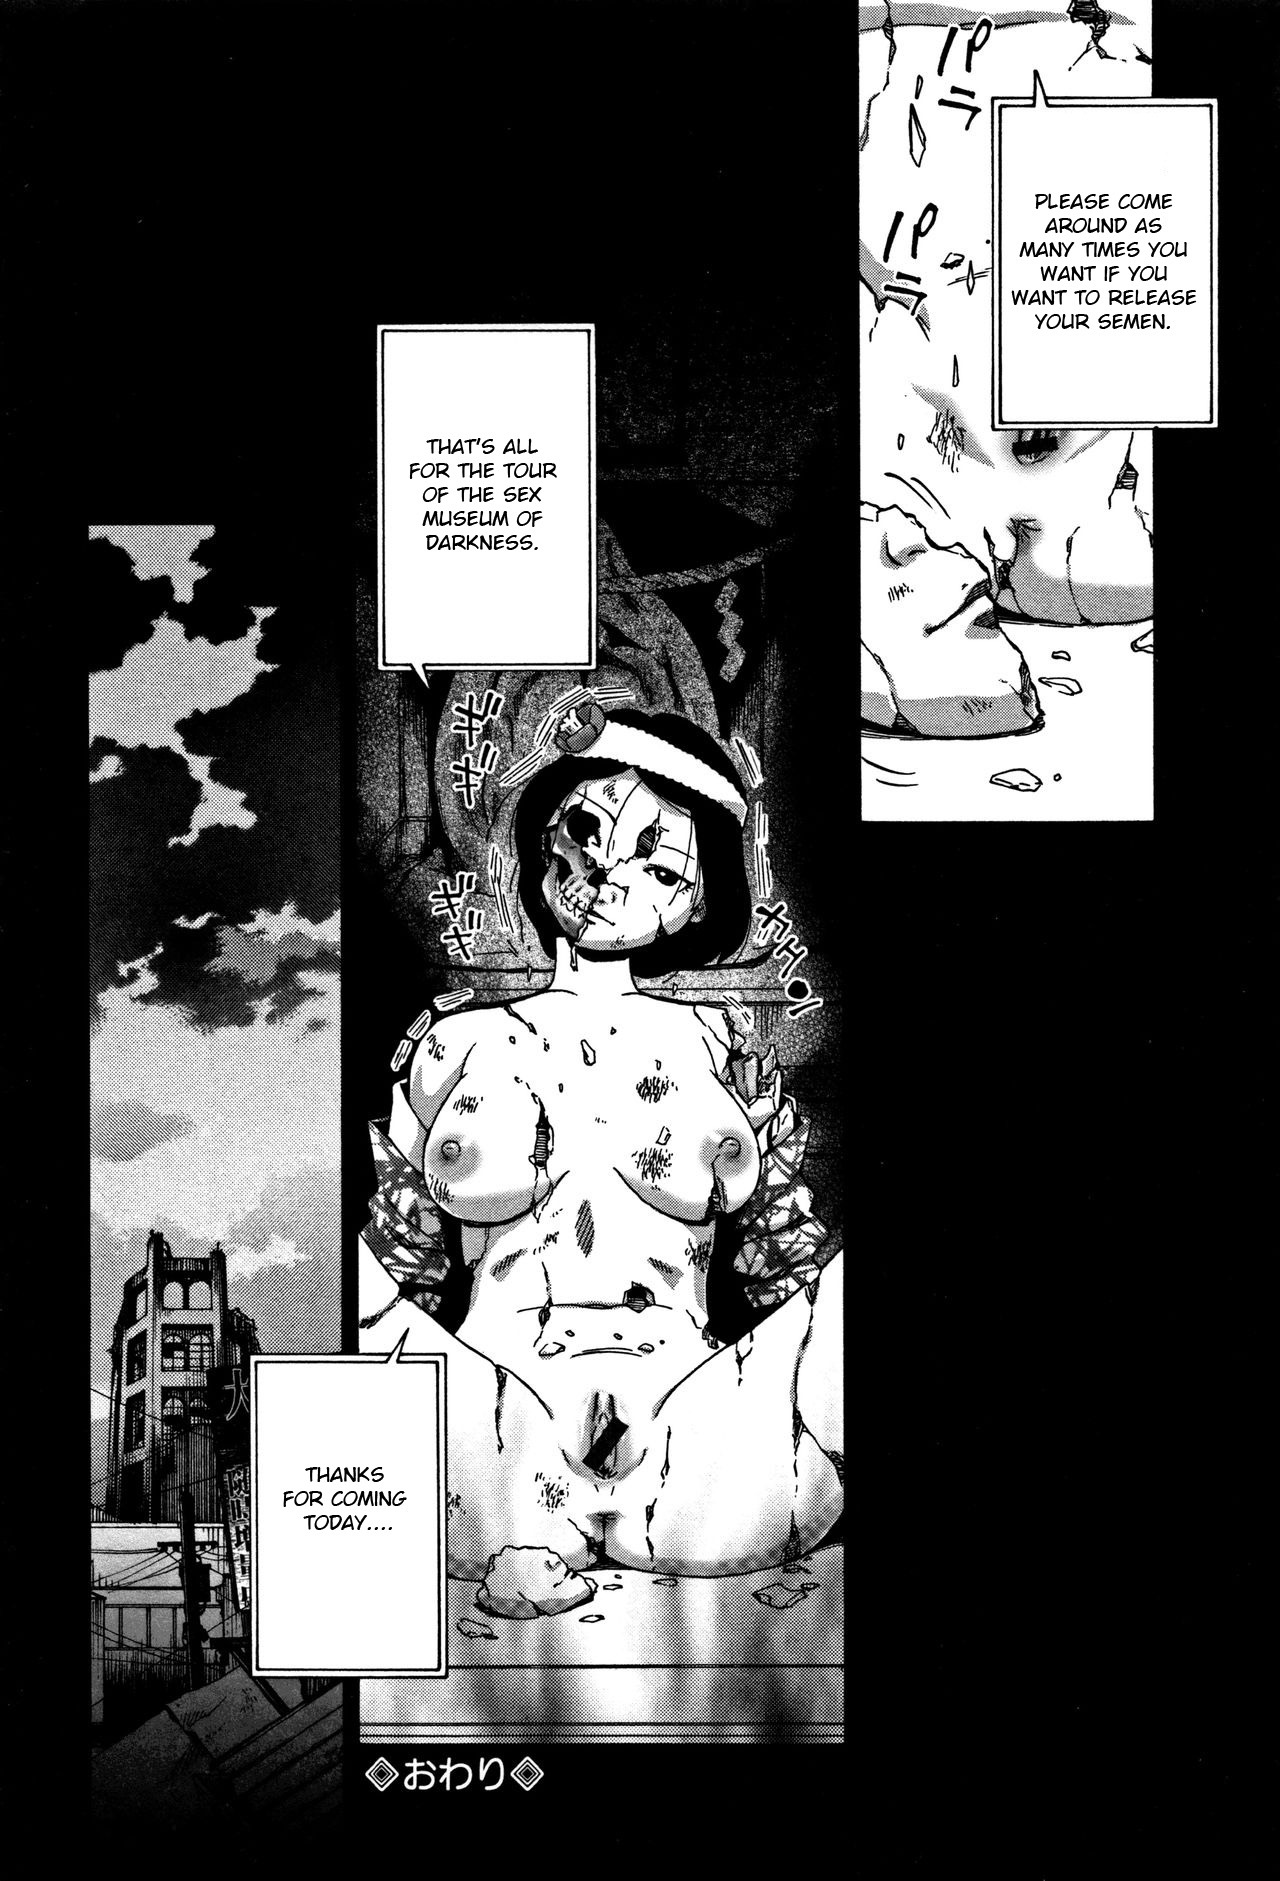 パラ
PLEASE COME
AROUND AS
MANY TIMES YOU
WANT IF YOU
WANT TO RELEASE
YOUR SEMEN.
パラ
THAT'S ALL
FOR THE TOUR
OF THE SEX
MUSEUM OF
DARKNESS.
ギギ
ギギ
THANKS
FOR COMING
TODAY....
大
おわり